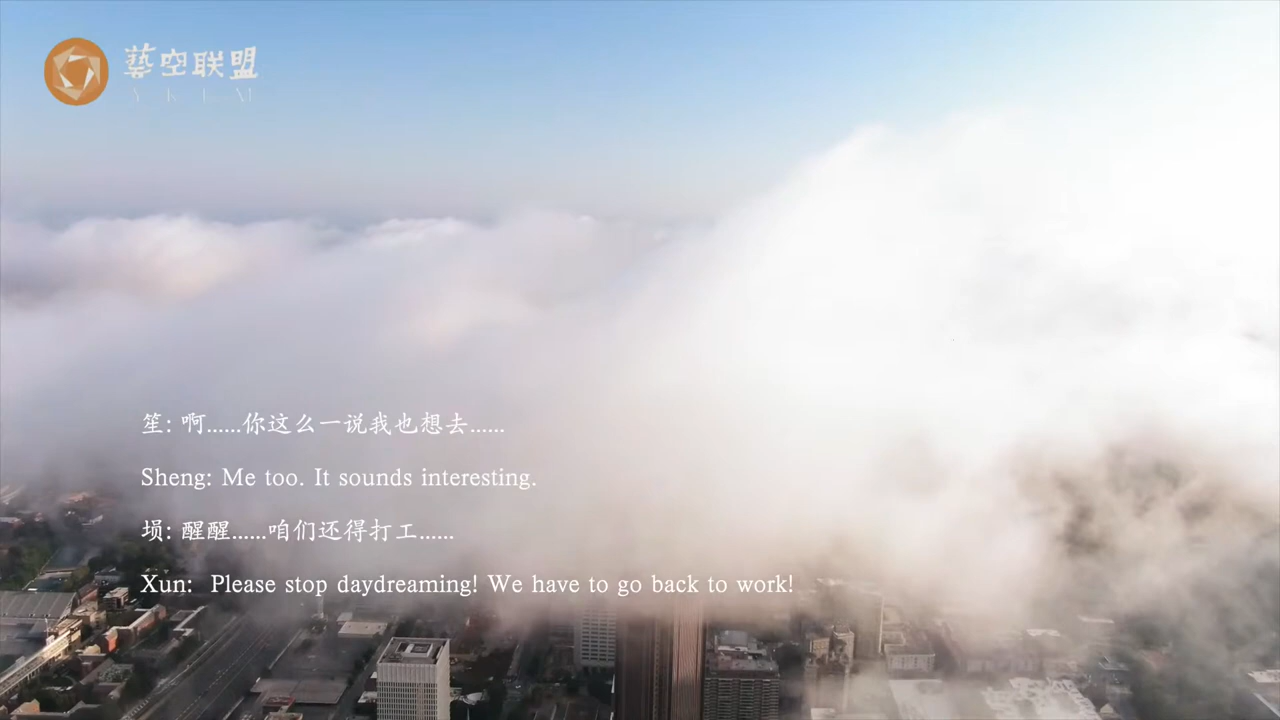 藝空联盟
Y K L M
笙: 啊......你这么一说我也想去......
Sheng: Me too. It sounds interesting.
埙: 醒醒......咱们还得打工......
Xun:  Please stop daydreaming! We have to go back to work!